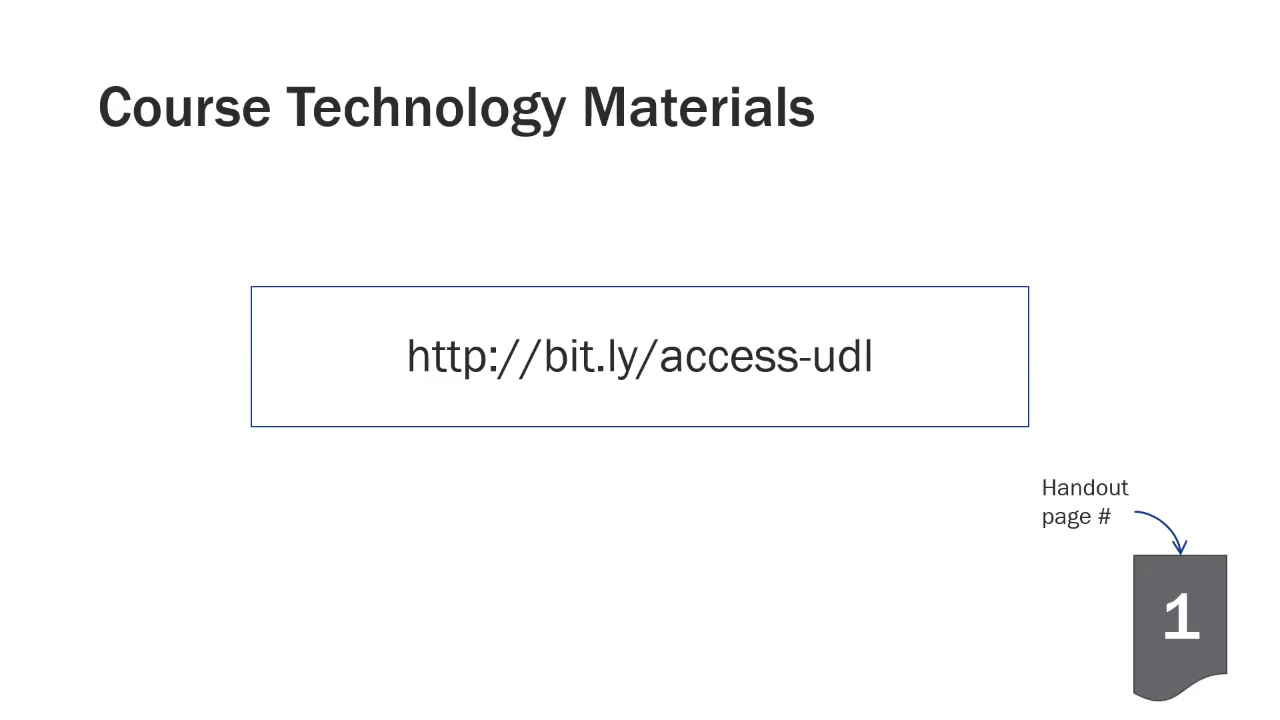 Course Technology Materials
http://bit.ly/access-udl
Handout
page #
1